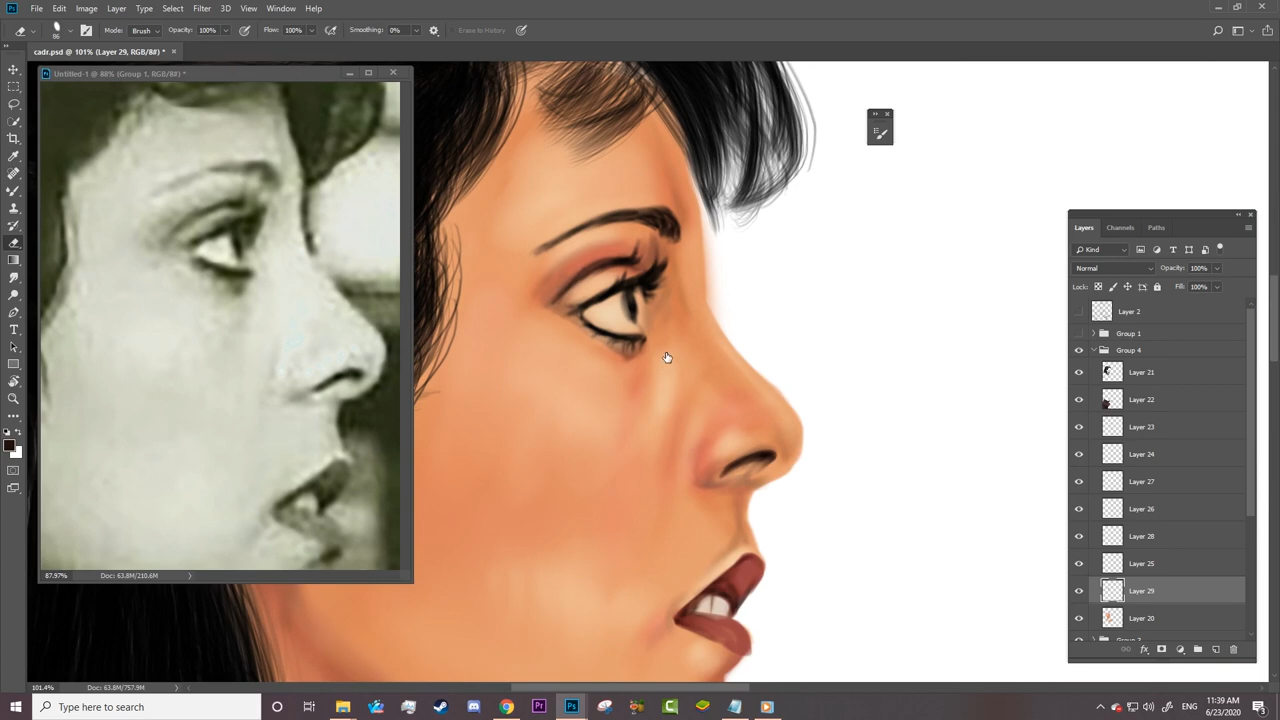 File Edit Image Layer Type Select Filter 3D View Window Help
86 Mode: Brush Opacity: 100% Flow: 100% Smoothing: 0% Erase to History
cadr.psd @ 101% (Layer 29, RGB/8#) *
Untitled-1 @ 88% (Group 1, RGB/8#) *
Layers Channels Paths
Kind
Normal Opacity: 100%
Lock: Fill: 100%
Layer 2
Group 1
Group 4
Layer 21
Layer 22
Layer 23
Layer 24
Layer 27
Layer 26
Layer 28
Layer 25
Layer 29
Layer 20
87.97% Doc: 63.8M/210.6M
101.4% Doc: 63.8M/757.9M
Type here to search
11:39 AM
6/23/2020